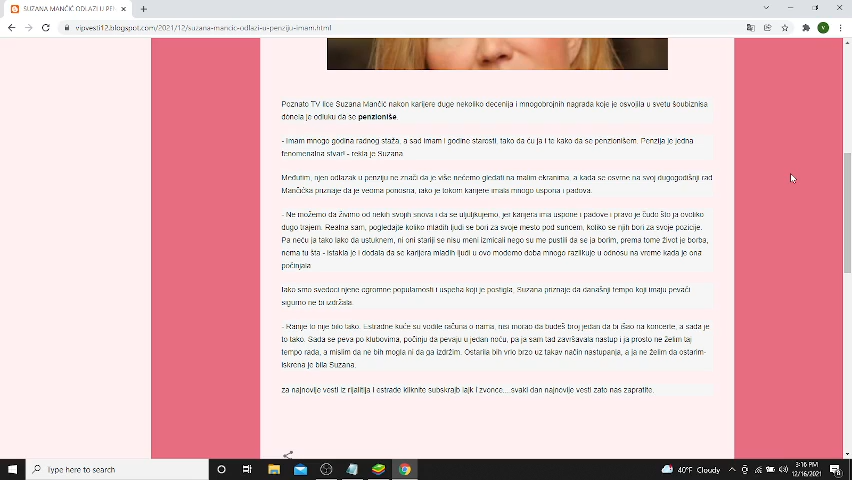 SUZANA MANČIĆ ODLAZI U PEN
vipvesti12.blogspot.com/2021/12/suzana-mancic-odlazi-u-penziju-imam.html
V
Poznato TV lice Suzana Mančić nakon karijere duge nekoliko decenija i mnogobrojnih nagrada koje je osvojila u svetu šoubiznisa
donela je odluku da se penzioniše.
- Imam mnogo godina radnog staža, a sad imam i godine starosti, tako da ću ja i te kako da se penzionišem. Penzija je jedna
fenomenalna stvar! - rekla je Suzana.
Međutim, njen odlazak u penziju ne znači da je više nećemo gledati na malim ekranima, a kada se osvrne na svoj dugogodišnji rad
Mančićka priznaje da je veoma ponosna, iako je tokom karijere imala mnogo uspona i padova.
- Ne možemo da živimo od nekih svojih snova i da se uljuljkujemo, jer karijera ima uspone i padove i pravo je čudo što ja ovoliko
dugo trajem. Realna sam, pogledajte koliko mladih ljudi se bori za svoje mesto pod suncem, koliko se njih bori za svoje pozicije.
Pa neću ja tako lako da ustuknem, ni oni stariji se nisu meni izmicali nego su me pustili da se ja borim, prema tome život je borba,
nema tu šta - istakla je i dodala da se karijera mladih ljudi u ovo moderno doba mnogo razlikuje u odnosu na vreme kada je ona
počinjala.
Iako smo svedoci njene ogromne popularnosti i uspeha koji je postigla, Suzana priznaje da današnji tempo koji imaju pevači
sigurno ne bi izdržala.
- Ranije to nije bilo tako. Estradne kuće su vodile računa o nama, nisi morao da budeš broj jedan da bi išao na koncerte, a sada je
to tako. Sada se peva po klubovima, počinju da pevaju u jedan noću, pa ja sam tad završavala nastup i ja prosto ne želim taj
tempo rada, a mislim da ne bih mogla ni da ga izdržim. Ostarila bih vrlo brzo uz takav način nastupanja, a ja ne želim da ostarim-
iskrena je bila Suzana.
za najnovije vesti iz rijalitija i estrade kliknite subskrajb lajk i zvonce....svaki dan najnovije vesti zato nas zapratite.
Type here to search
40°F Cloudy
3:16 PM
12/16/2021